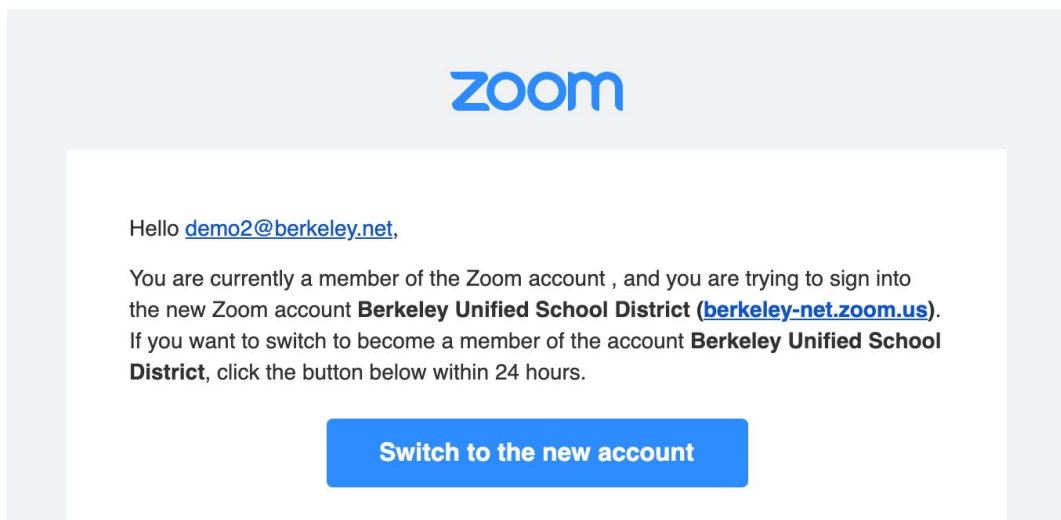 zoom
Hello demo2@berkeley.net,
You are currently a member of the Zoom account , and you are trying to sign into
the new Zoom account Berkeley Unified School District (berkeley-net.zoom.us).
If you want to switch to become a member of the account Berkeley Unified School
District, click the button below within 24 hours.
Switch to the new account